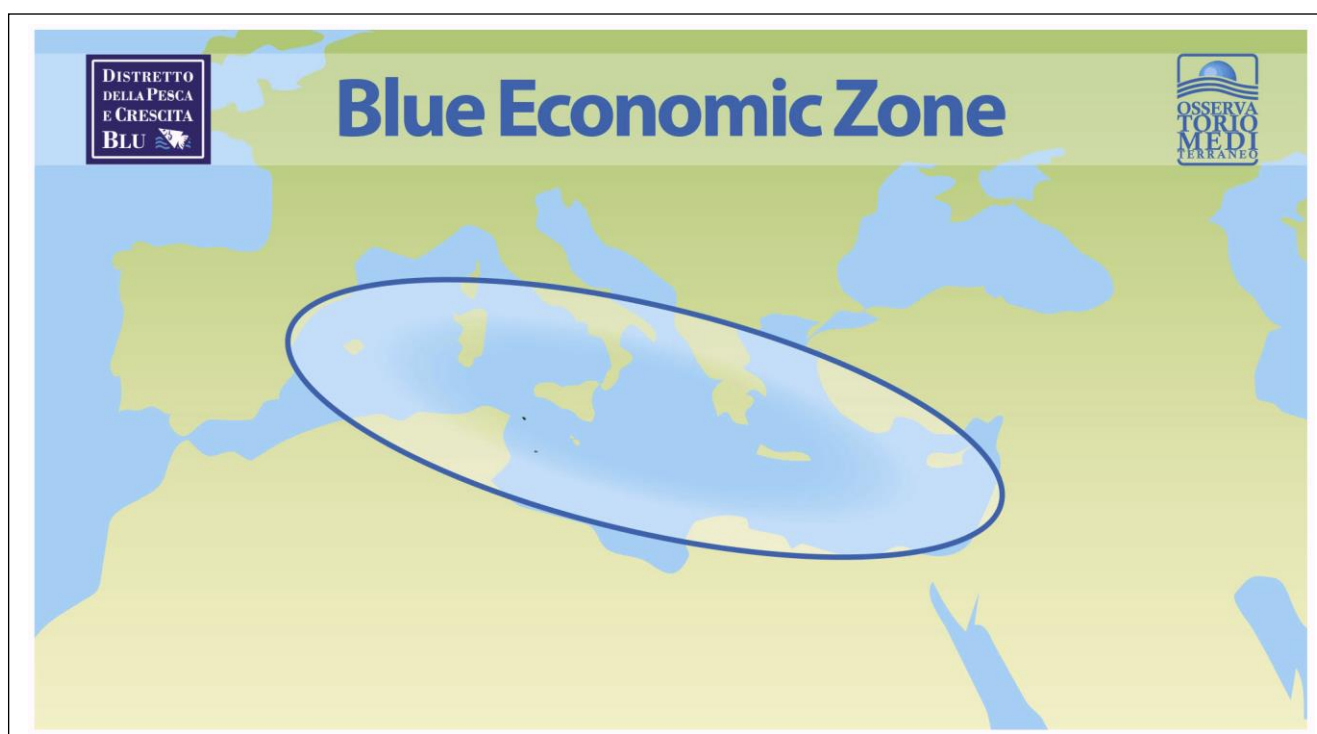 DISTRETTO
DELLA PESCA
E CRESCITA
BLU
Blue Economic Zone
OSSERVA
TORIO
MEDI
TERRANEO